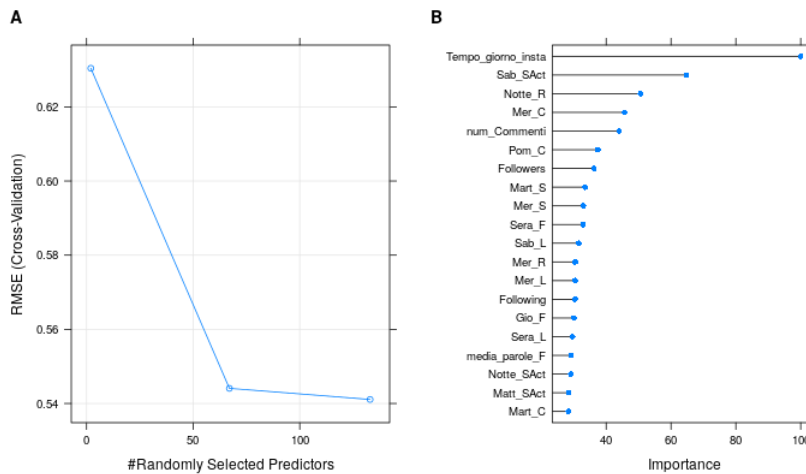 A
RMSE (Cross-Validation)
0.62
0.60
0.58
0.56
0.54
0
50
100
#Randomly Selected Predictors
B
Tempo_giorno_insta
Sab_SAct
Notte_R
Mer_C
num_Commenti
Pom_C
Followers
Mart_S
Mer_S
Sera_F
Sab_L
Mer_R
Mer_L
Following
Gio_F
Sera_L
media_parole_F
Notte_SAct
Matt_SAct
Mart_C
40
60
80
100
Importance